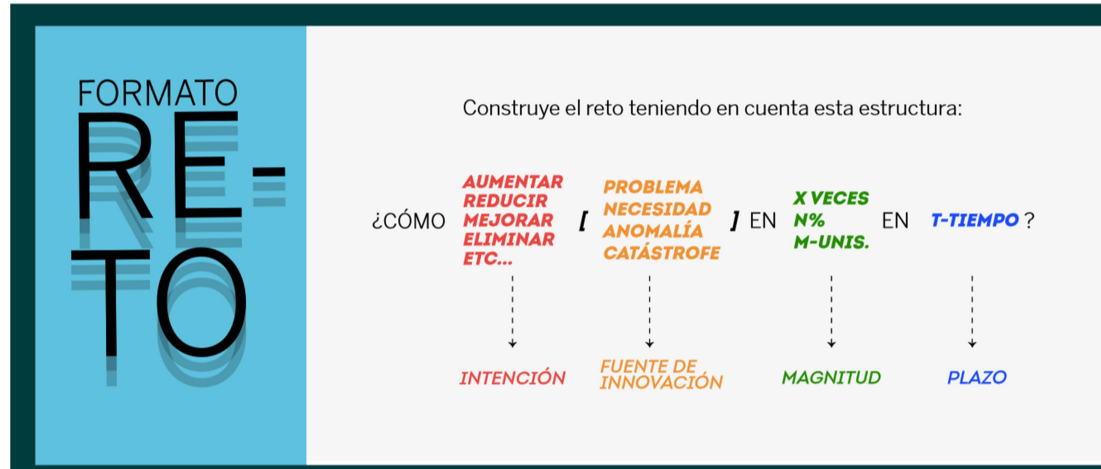 FORMATO
RE-
TO
Construye el reto teniendo en cuenta esta estructura:
¿CÓMO
AUMENTAR
REDUCIR
MEJORAR
ELIMINAR
ETC...
[
PROBLEMA
NECESIDAD
ANOMALÍA
CATÁSTROFE
] EN
X VECES
N%
M-UNIS.
EN
T-TIEMPO ?
INTENCIÓN
FUENTE DE
INNOVACIÓN
MAGNITUD
PLAZO